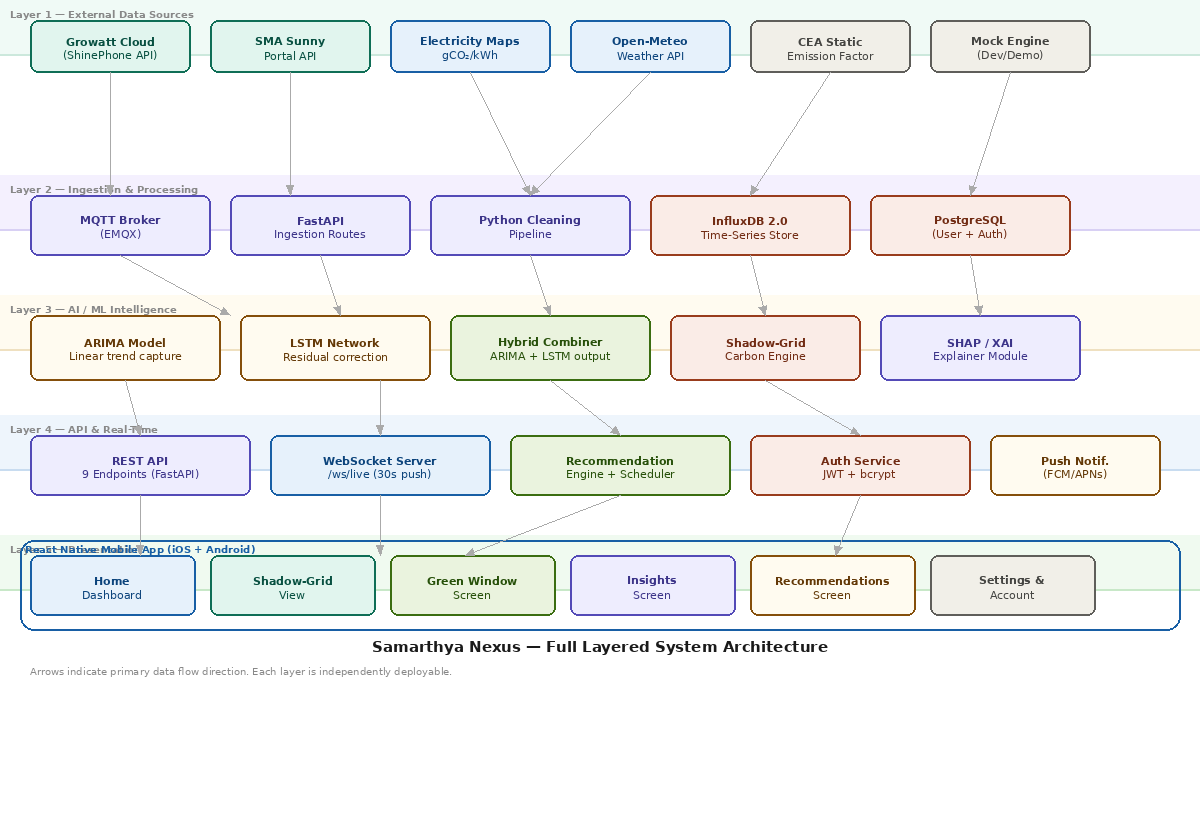 Layer 1 — External Data Sources
Growatt Cloud
(ShinePhone API)
SMA Sunny
Portal API
Electricity Maps
gCO₂/kWh
Open-Meteo
Weather API
CEA Static
Emission Factor
Mock Engine
(Dev/Demo)
Layer 2 — Ingestion & Processing
MQTT Broker
(EMQX)
FastAPI
Ingestion Routes
Python Cleaning
Pipeline
InfluxDB 2.0
Time-Series Store
PostgreSQL
(User + Auth)
Layer 3 — AI / ML Intelligence
ARIMA Model
Linear trend capture
LSTM Network
Residual correction
Hybrid Combiner
ARIMA + LSTM output
Shadow-Grid
Carbon Engine
SHAP / XAI
Explainer Module
Layer 4 — API & Real-Time
REST API
9 Endpoints (FastAPI)
WebSocket Server
/ws/live (30s push)
Recommendation
Engine + Scheduler
Auth Service
JWT + bcrypt
Push Notif.
(FCM/APNs)
React Native Mobile App (iOS + Android)
Home
Dashboard
Shadow-Grid
View
Green Window
Screen
Insights
Screen
Recommendations
Screen
Settings &
Account
Samarthya Nexus — Full Layered System Architecture
Arrows indicate primary data flow direction. Each layer is independently deployable.